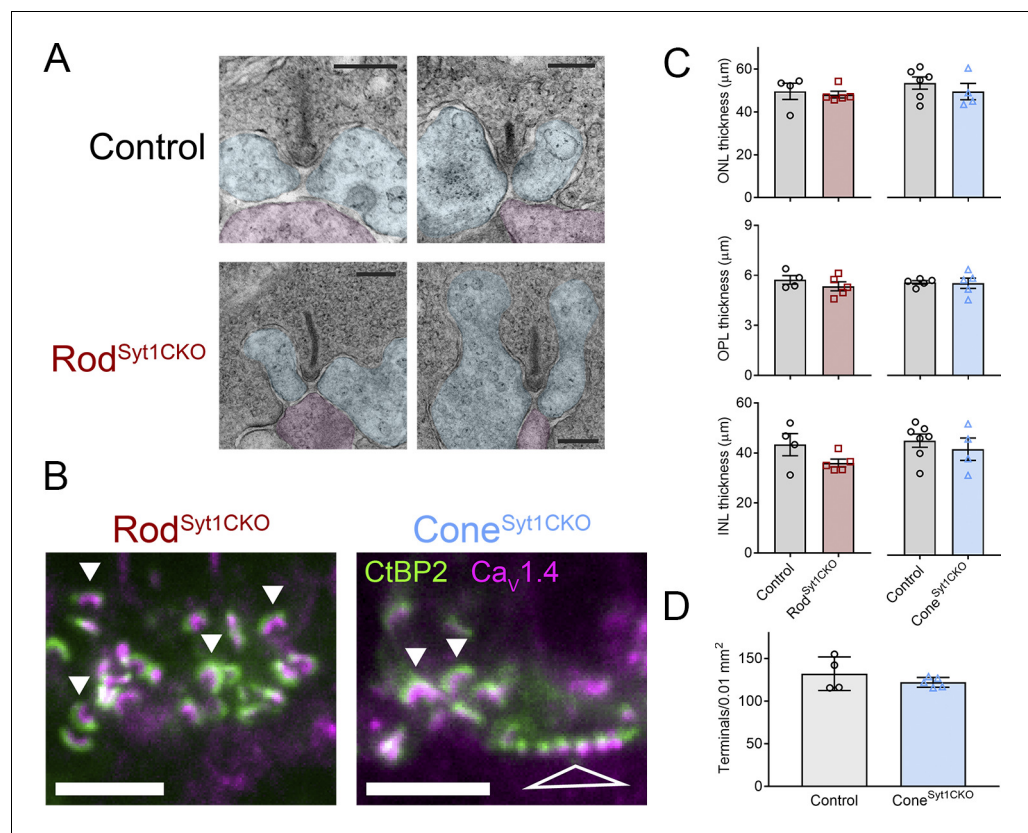 A
Control
Rod^Syt1CKO
B
Rod^Syt1CKO
Cone^Syt1CKO
CtBP2 Ca_V1.4
C
ONL thickness (μm)
60
40
20
0
OPL thickness (μm)
9
6
3
0
INL thickness (μm)
60
40
20
0
Control
Rod^Syt1CKO
Control
Cone^Syt1CKO
D
Terminals/0.01 mm²
150
100
50
0
Control
Cone^Syt1CKO